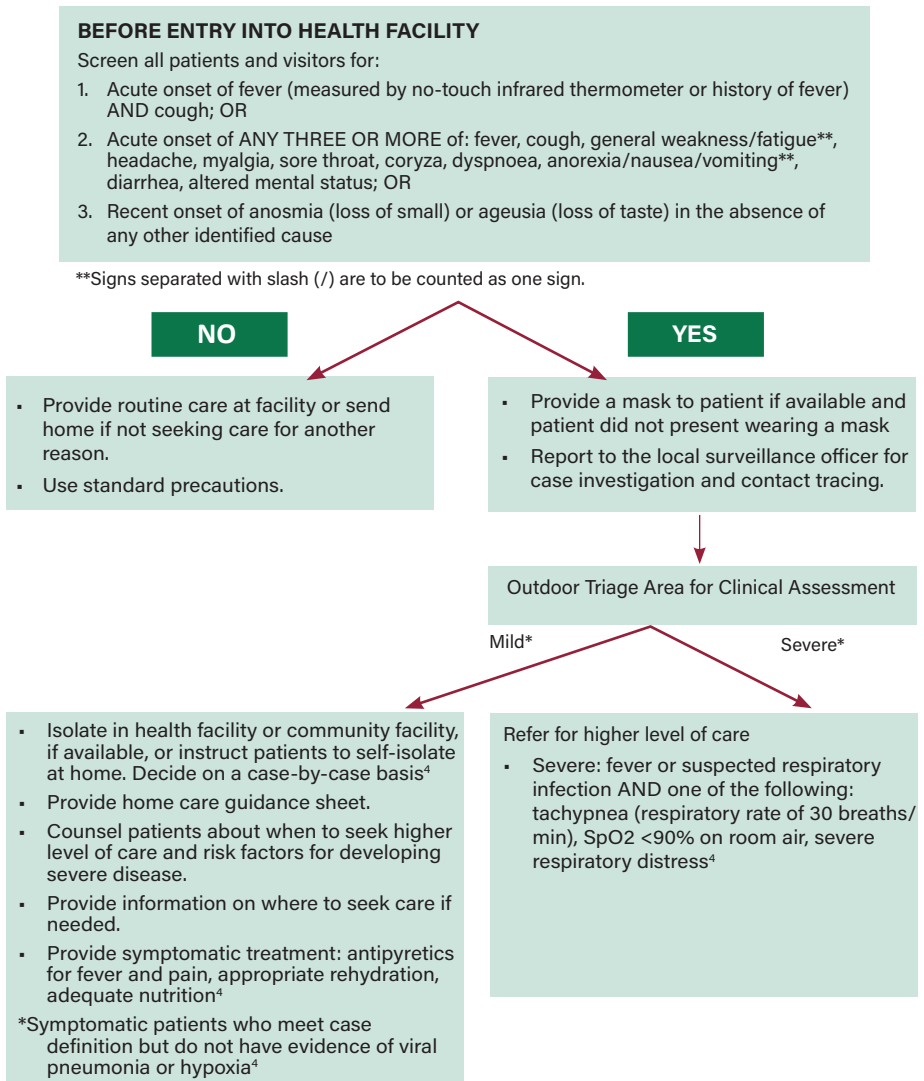 BEFORE ENTRY INTO HEALTH FACILITY
Screen all patients and visitors for:
1. Acute onset of fever (measured by no-touch infrared thermometer or history of fever)
AND cough; OR
2. Acute onset of ANY THREE OR MORE of: fever, cough, general weakness/fatigue**,
headache, myalgia, sore throat, coryza, dyspnoea, anorexia/nausea/vomiting**,
diarrhea, altered mental status; OR
3. Recent onset of anosmia (loss of small) or ageusia (loss of taste) in the absence of
any other identified cause
**Signs separated with slash (/) are to be counted as one sign.
NO
YES
▪ Provide routine care at facility or send
home if not seeking care for another
reason.
▪ Use standard precautions.
▪ Provide a mask to patient if available and
patient did not present wearing a mask
▪ Report to the local surveillance officer for
case investigation and contact tracing.
Outdoor Triage Area for Clinical Assessment
Mild*
Severe*
▪ Isolate in health facility or community facility,
if available, or instruct patients to self-isolate
at home. Decide on a case-by-case basis⁴
▪ Provide home care guidance sheet.
▪ Counsel patients about when to seek higher
level of care and risk factors for developing
severe disease.
▪ Provide information on where to seek care if
needed.
▪ Provide symptomatic treatment: antipyretics
for fever and pain, appropriate rehydration,
adequate nutrition⁴
*Symptomatic patients who meet case
definition but do not have evidence of viral
pneumonia or hypoxia⁴
Refer for higher level of care
▪ Severe: fever or suspected respiratory
infection AND one of the following:
tachypnea (respiratory rate of 30 breaths/
min), SpO2 <90% on room air, severe
respiratory distress⁴